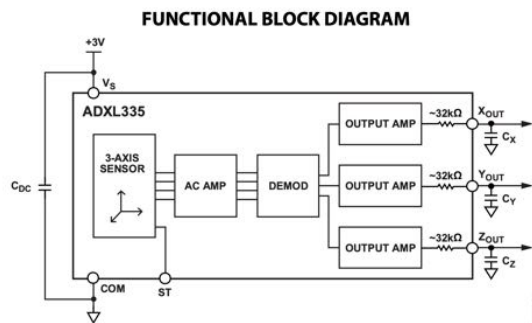 FUNCTIONAL BLOCK DIAGRAM
+3V
VS
ADXL335
3-AXIS
SENSOR
AC AMP
DEMOD
OUTPUT AMP
~32kΩ
XOUT
CX
OUTPUT AMP
~32kΩ
YOUT
CY
OUTPUT AMP
~32kΩ
ZOUT
CZ
CDC
COM
ST